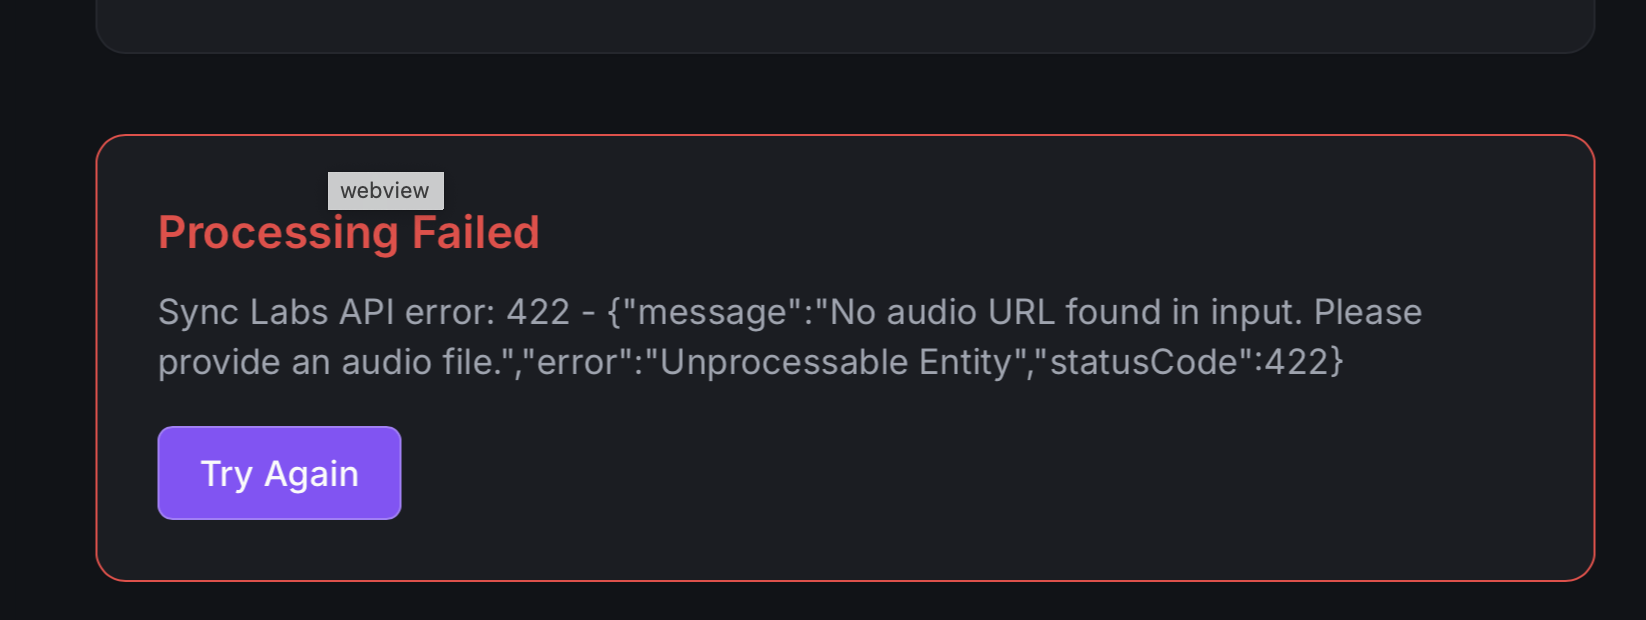 webview
Processing Failed
Sync Labs API error: 422 - {"message":"No audio URL found in input. Please
provide an audio file.","error":"Unprocessable Entity","statusCode":422}
Try Again